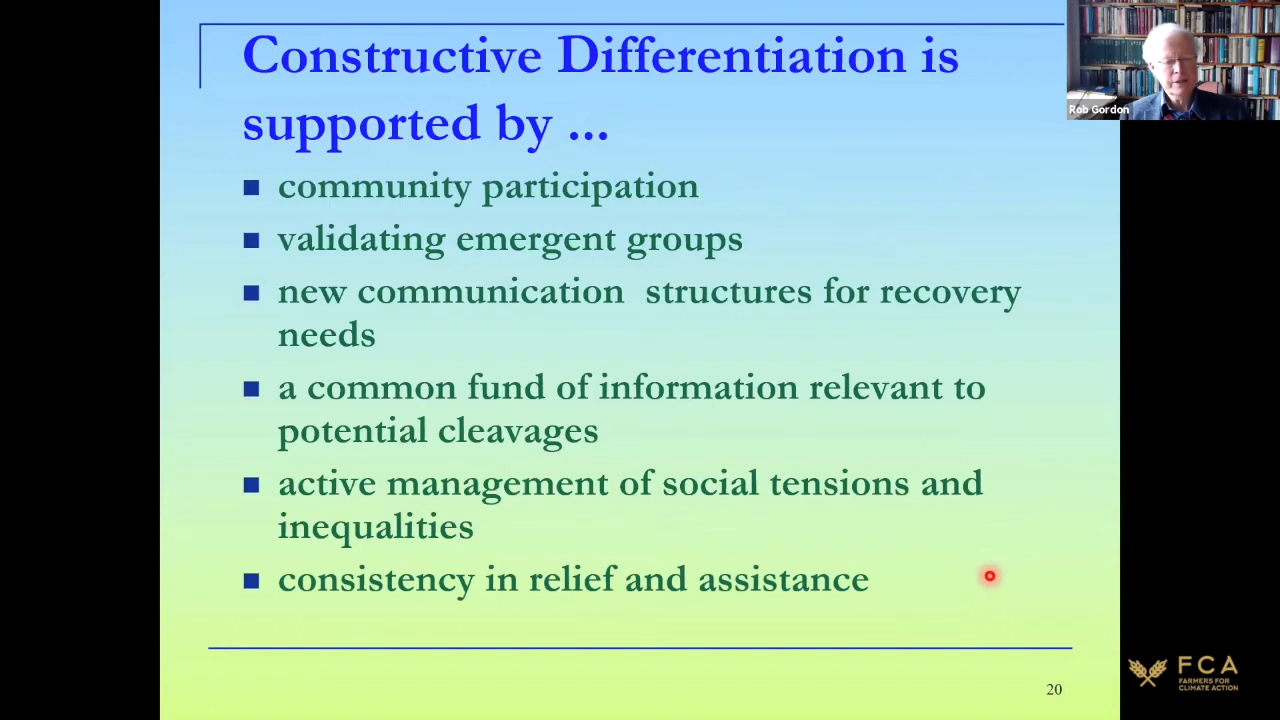 Constructive Differentiation is
supported by ...
community participation
validating emergent groups
new communication structures for recovery
needs
a common fund of information relevant to
potential cleavages
active management of social tensions and
inequalities
consistency in relief and assistance
20
Rob Gordon
FCA
FARMERS FOR
CLIMATE ACTION